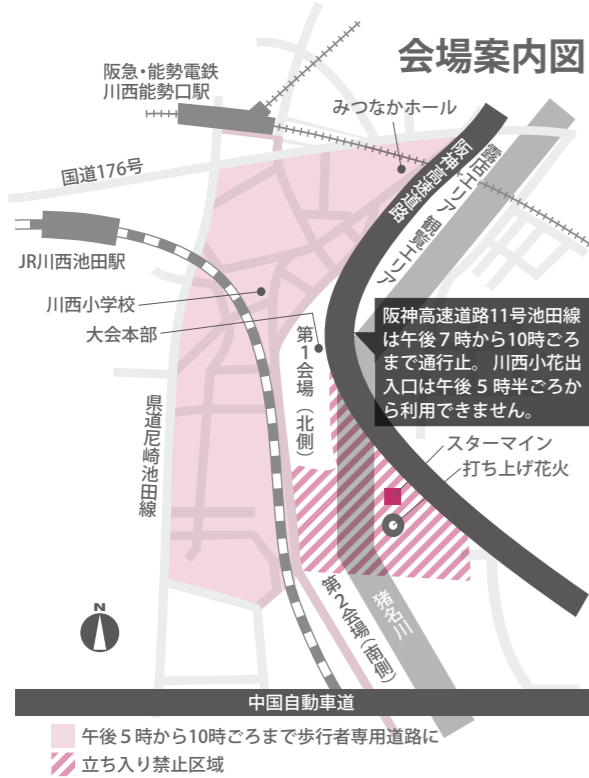 会場案内図
阪急・能勢電鉄
川西能勢口駅
みつなかホール
国道176号
阪神高速道路
露店エリア 観覧エリア
JR川西池田駅
川西小学校
大会本部
第1会場(北側)
阪神高速道路11号池田線
は午後7時から10時ごろ
まで通行止。 川西小花出
入口は午後5時半ごろか
ら利用できません。
県道尼崎池田線
スターマイン
打ち上げ花火
第2会場(南側)
猪名川
N
中国自動車道
午後5時から10時ごろまで歩行者専用道路に
立ち入り禁止区域